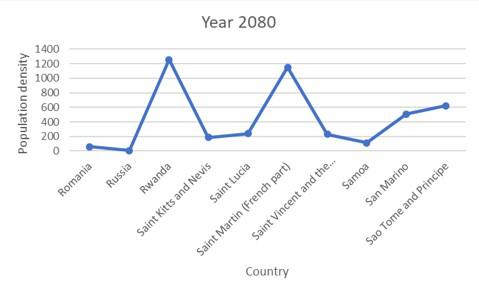 Year 2080
Population density
1400
1200
1000
800
600
400
200
0
Romania
Russia
Rwanda
Saint Kitts and Nevis
Saint Lucia
Saint Martin (French part)
Saint Vincent and the...
Samoa
San Marino
Sao Tome and Principe
Country